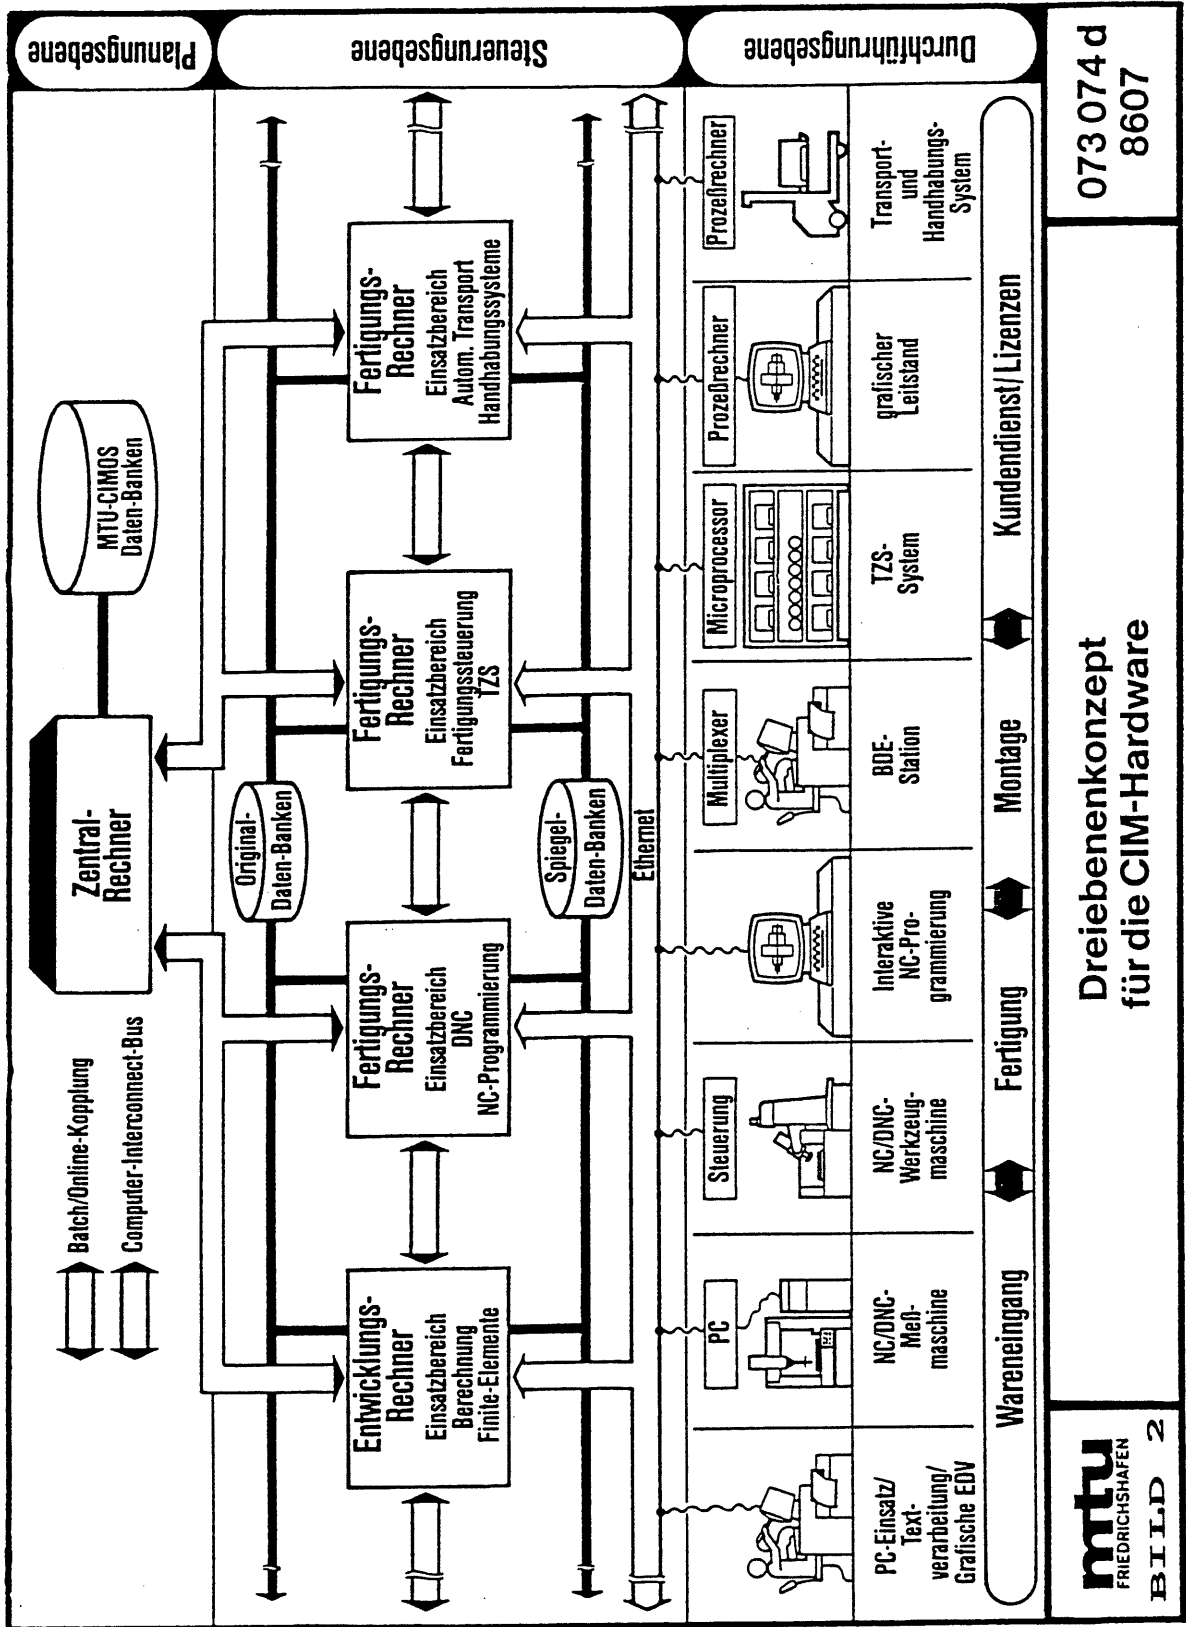 Planungsebene
Zentral-
Rechner
MTU-CIMOS
Daten-Banken
Batch/Online-Kopplung
Computer-Interconnect-Bus
Steuerungsebene
Original-
Daten-Banken
Entwicklungs-
Rechner
Einsatzbereich
Berechnung
Finite-Elemente
Fertigungs-
Rechner
Einsatzbereich
DNC
NC-Programmierung
Fertigungs-
Rechner
Einsatzbereich
Fertigungssteuerung
TZS
Fertigungs-
Rechner
Einsatzbereich
Autom. Transport
Handhabungssysteme
Spiegel-
Daten-Banken
Ethernet
Durchführungsebene
PC
Steuerung
Multiplexer
Microprocessor
Prozeßrechner
Prozeßrechner
PC-Einsatz/
Text-
verarbeitung/
Grafische EDV
NC/DNC-
Meß-
maschine
NC/DNC-
Werkzeug-
maschine
Interaktive
NC-Pro-
grammierung
BDE-
Station
TZS-
System
grafischer
Leitstand
Transport-
und
Handhabungs-
System
Wareneingang
Fertigung
Montage
Kundendienst/Lizenzen
mtu
FRIEDRICHSHAFEN
BILD 2
Dreiebenenkonzept
für die CIM-Hardware
073 074 d
8607